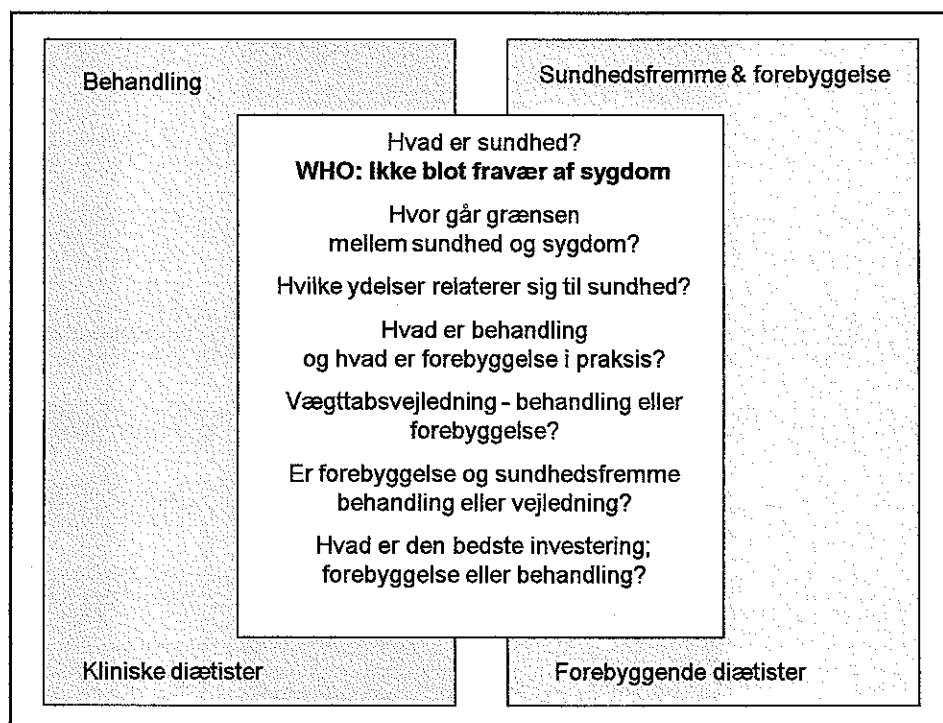 Behandling
Sundhedsfremme & forebyggelse
Hvad er sundhed?
WHO: Ikke blot fravær af sygdom
Hvor går grænsen
mellem sundhed og sygdom?
Hvilke ydelser relaterer sig til sundhed?
Hvad er behandling
og hvad er forebyggelse i praksis?
Vægttabsvejledning - behandling eller
forebyggelse?
Er forebyggelse og sundhedsfremme
behandling eller vejledning?
Hvad er den bedste investering;
forebyggelse eller behandling?
Kliniske diætister
Forebyggende diætister